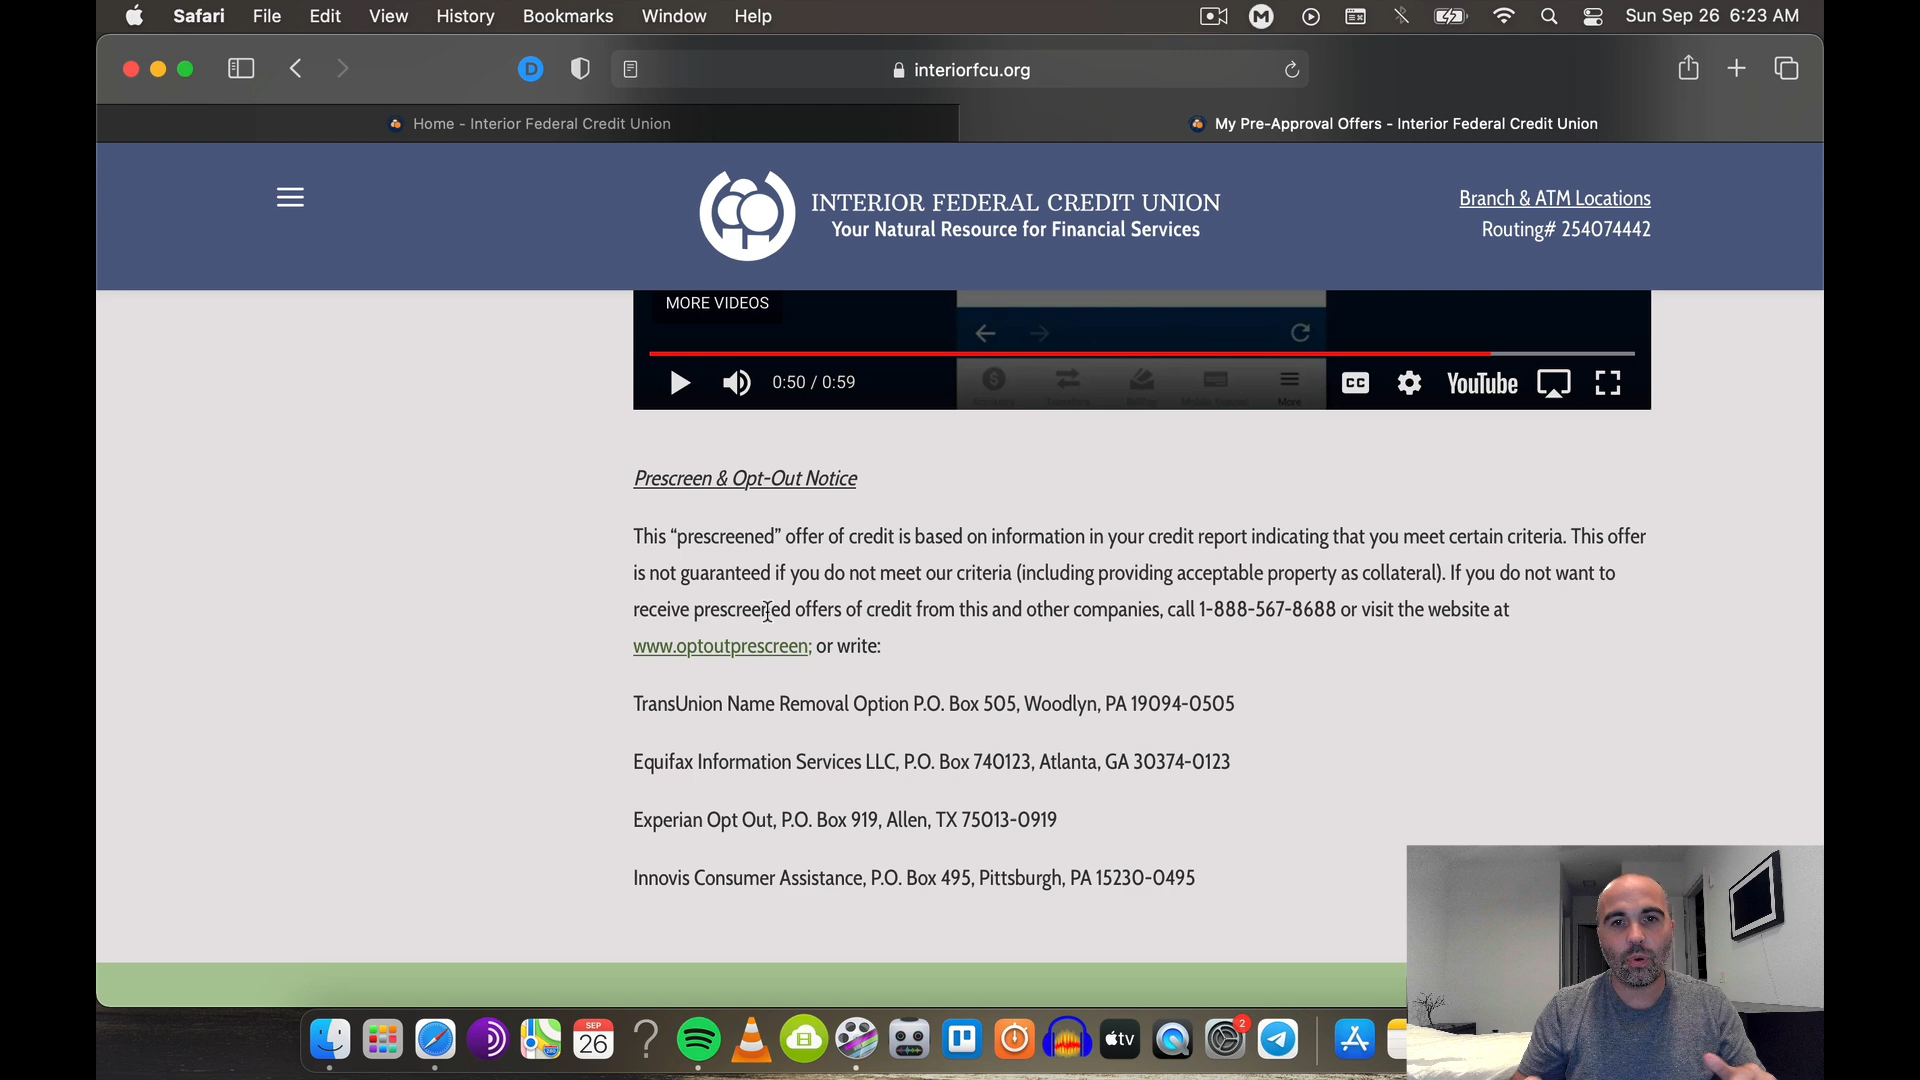 Safari File Edit View History Bookmarks Window Help Sun Sep 26 6:23 AM
interiorfcu.org
Home - Interior Federal Credit Union
My Pre-Approval Offers - Interior Federal Credit Union
INTERIOR FEDERAL CREDIT UNION
Your Natural Resource for Financial Services
Branch & ATM Locations
Routing# 254074442
MORE VIDEOS
0:50 / 0:59
More
CC
YouTube
Prescreen & Opt-Out Notice
This “prescreened” offer of credit is based on information in your credit report indicating that you meet certain criteria. This offer
is not guaranteed if you do not meet our criteria (including providing acceptable property as collateral). If you do not want to
receive prescreened offers of credit from this and other companies, call 1-888-567-8688 or visit the website at
www.optoutprescreen; or write:
TransUnion Name Removal Option P.O. Box 505, Woodlyn, PA 19094-0505
Equifax Information Services LLC, P.O. Box 740123, Atlanta, GA 30374-0123
Experian Opt Out, P.O. Box 919, Allen, TX 75013-0919
Innovis Consumer Assistance, P.O. Box 495, Pittsburgh, PA 15230-0495
SEP
26
tv
2